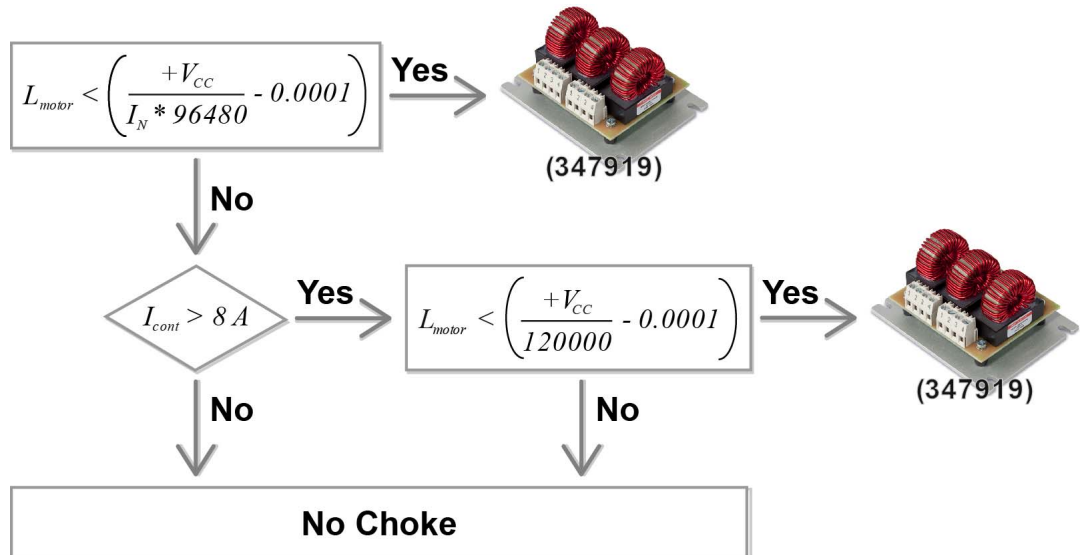 L_motor < ( +V_CC / I_N * 96480 - 0.0001 )
Yes
(347919)
No
I_cont > 8 A
Yes
L_motor < ( +V_CC / 120000 - 0.0001 )
Yes
(347919)
No
No
No Choke